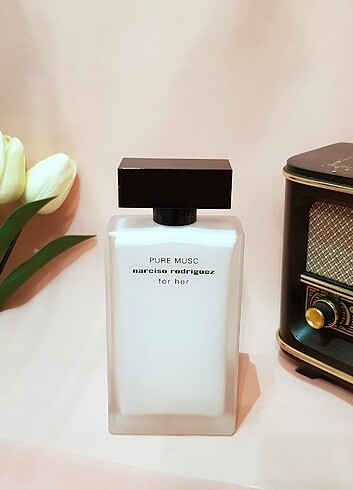 PURE MUSC
narciso rodriguez
for her